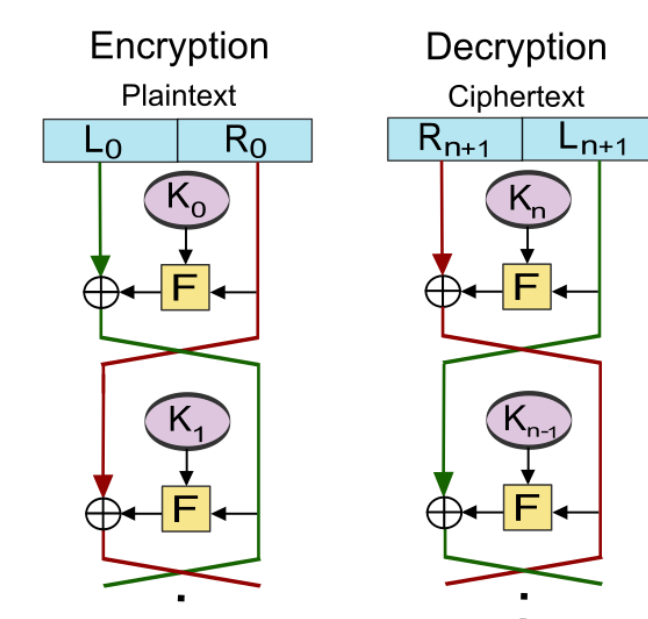 Encryption Decryption
Plaintext Ciphertext
L₀ R₀ Rₙ₊₁ Lₙ₊₁
K₀ Kₙ
F F
K₁ Kₙ₋₁
F F